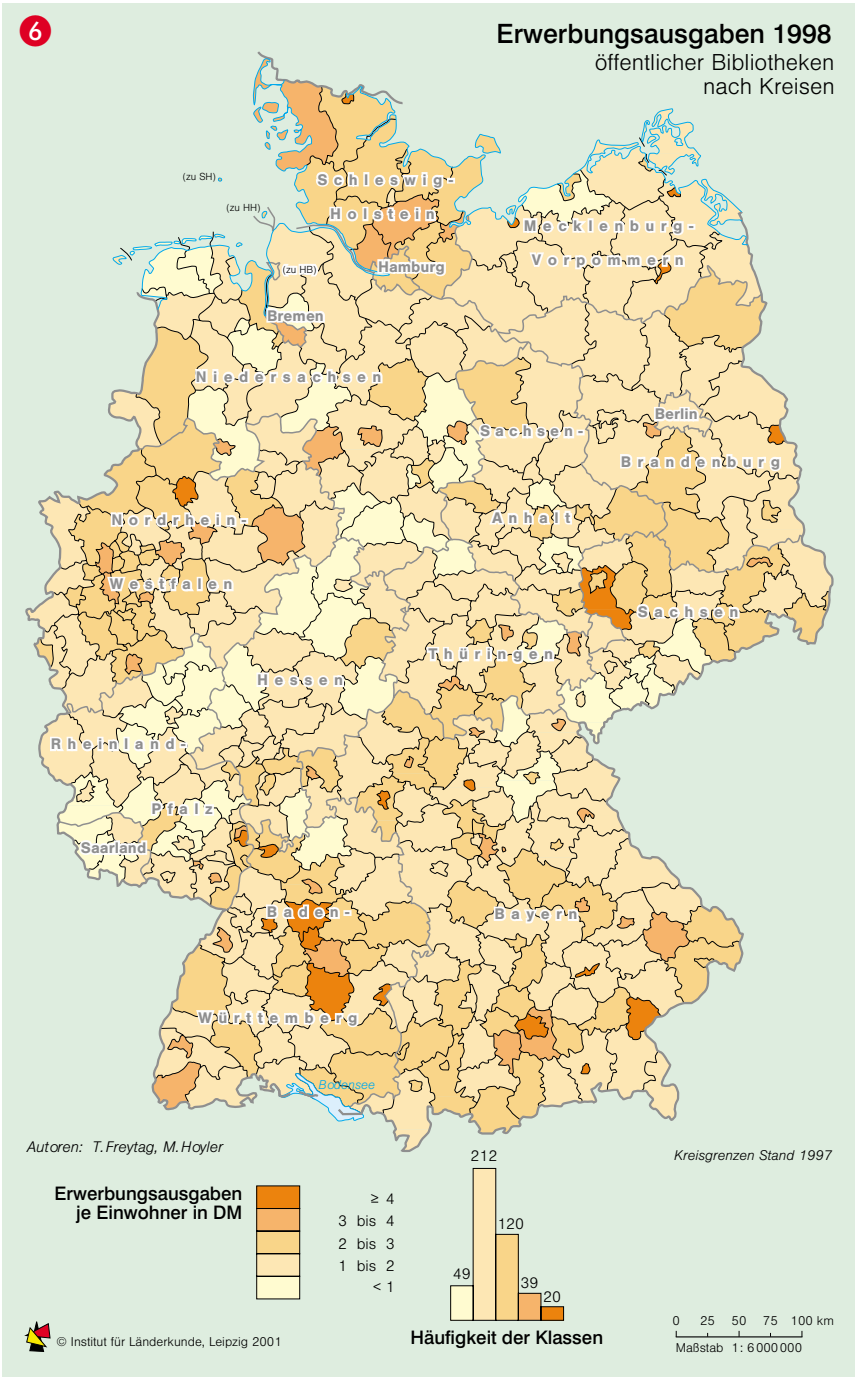 6
Erwerbungsausgaben 1998
öffentlicher Bibliotheken
nach Kreisen
(zu SH)
Schleswig-
(zu HH)
Holstein
Mecklenburg-
Vorpommern
Hamburg
(zu HB)
Bremen
Niedersachsen
Berlin
Sachsen-
Brandenburg
Nordrhein-
Anhalt
Westfalen
Sachsen
Thüringen
Hessen
Rheinland-
Pfalz
Saarland
Baden-
Bayern
Württemberg
Bodensee
Autoren: T. Freytag, M. Hoyler
Kreisgrenzen Stand 1997
Erwerbungsausgaben
je Einwohner in DM
≥ 4
3 bis 4
2 bis 3
1 bis 2
< 1
212
120
49
39
20
Häufigkeit der Klassen
© Institut für Länderkunde, Leipzig 2001
0 25 50 75 100 km
Maßstab 1: 6 000 000